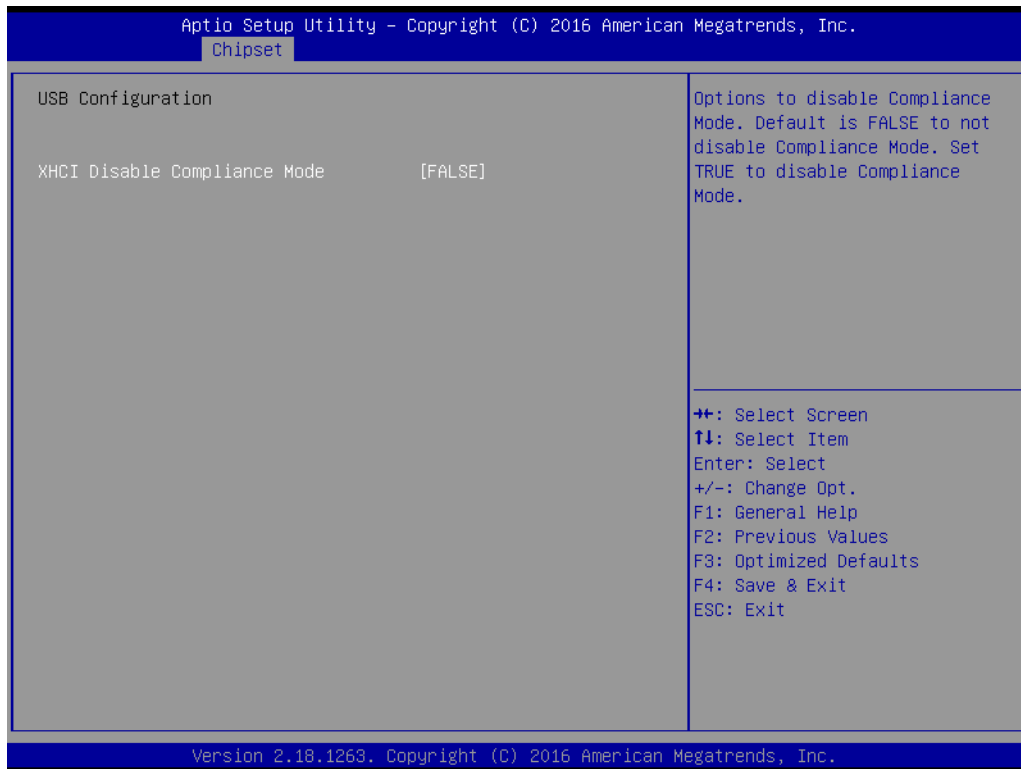 Aptio Setup Utility – Copyright (C) 2016 American Megatrends, Inc.
Chipset
USB Configuration
XHCI Disable Compliance Mode [FALSE]
Options to disable Compliance
Mode. Default is FALSE to not
disable Compliance Mode. Set
TRUE to disable Compliance
Mode.
→←: Select Screen
↑↓: Select Item
Enter: Select
+/-: Change Opt.
F1: General Help
F2: Previous Values
F3: Optimized Defaults
F4: Save & Exit
ESC: Exit
Version 2.18.1263. Copyright (C) 2016 American Megatrends, Inc.